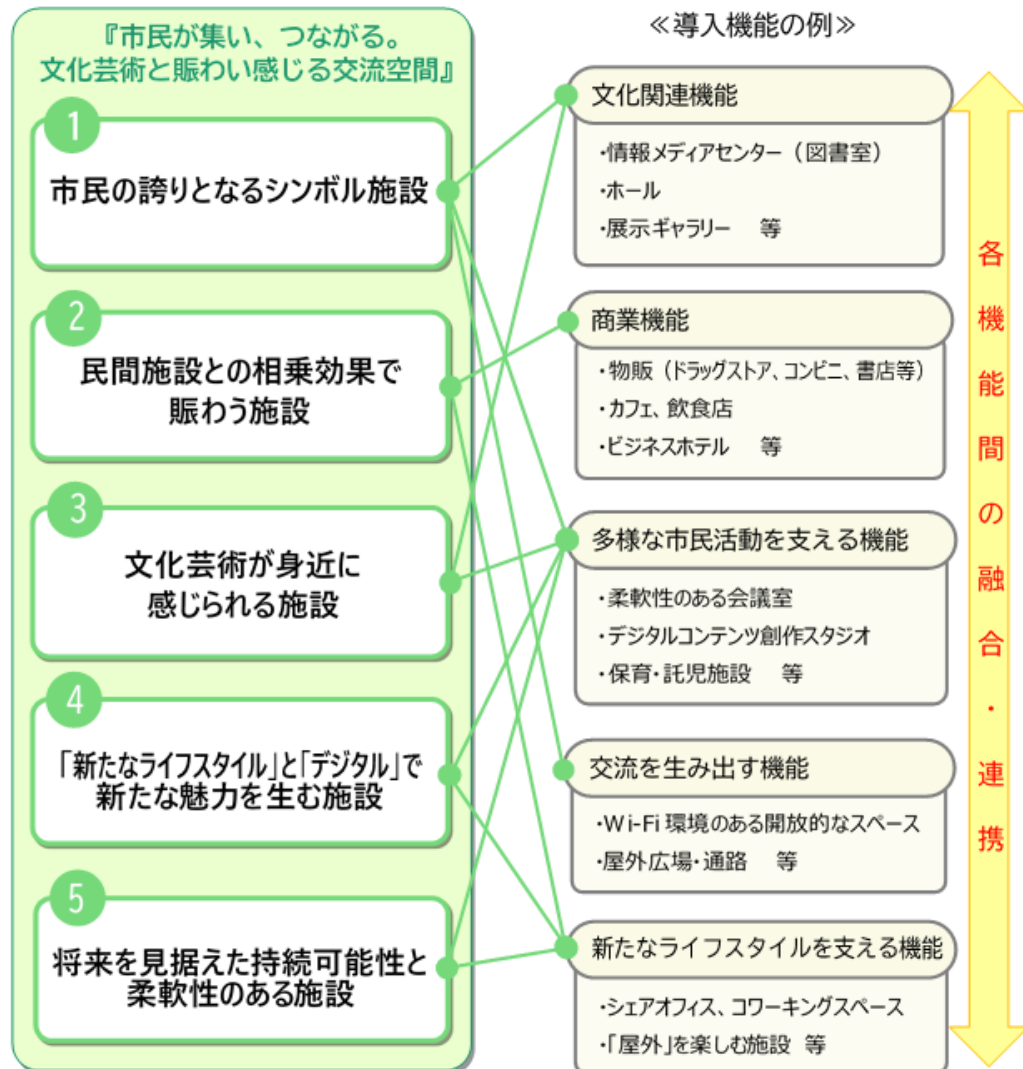 『市民が集い、つながる。
文化芸術と賑わい感じる交流空間』
1
市民の誇りとなるシンボル施設
2
民間施設との相乗効果で
賑わう施設
3
文化芸術が身近に
感じられる施設
4
「新たなライフスタイル」と「デジタル」で
新たな魅力を生む施設
5
将来を見据えた持続可能性と
柔軟性のある施設
≪導入機能の例≫
文化関連機能
・情報メディアセンター（図書室）
・ホール
・展示ギャラリー　等
商業機能
・物販（ドラッグストア、コンビニ、書店等）
・カフェ、飲食店
・ビジネスホテル　等
多様な市民活動を支える機能
・柔軟性のある会議室
・デジタルコンテンツ創作スタジオ
・保育・託児施設　等
交流を生み出す機能
・Wi-Fi 環境のある開放的なスペース
・屋外広場・通路　等
新たなライフスタイルを支える機能
・シェアオフィス、コワーキングスペース
・「屋外」を楽しむ施設 等
各機能間の融合・連携